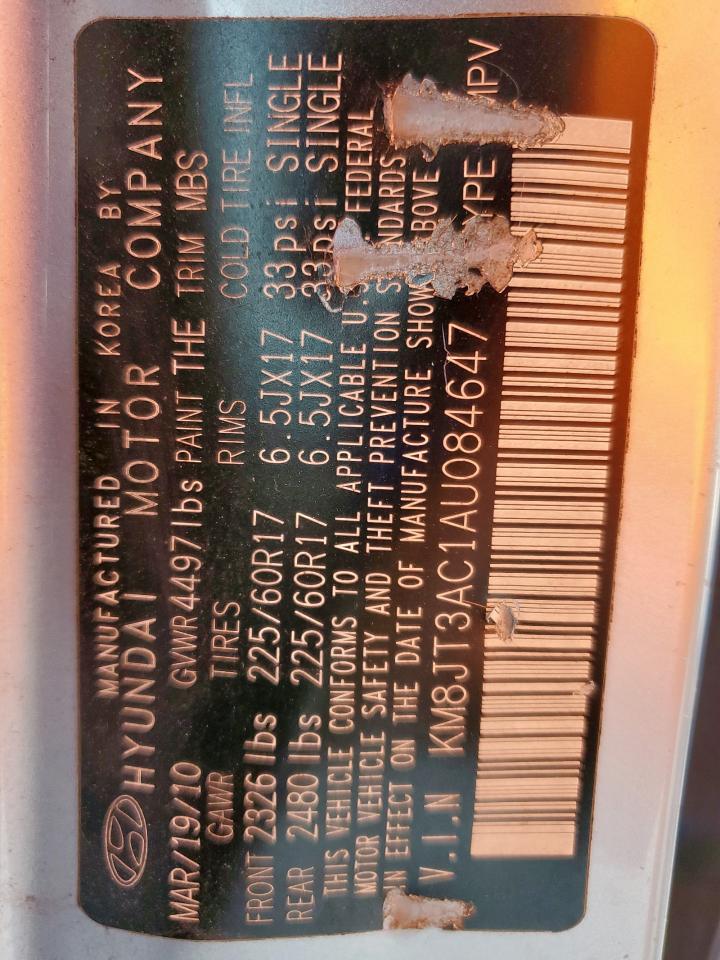 MANUFACTURED IN KOREA BY
HYUNDAI MOTOR COMPANY
MAR/19/10 GVWR4497lbs PAINT THE TRIM MBS
GAWR TIRES RIMS COLD TIRE INFL
FRONT 2326 lbs 225/60R17 6.5JX17 33psi SINGLE
REAR 2480 lbs 225/60R17 6.5JX17 33psi SINGLE
THIS VEHICLE CONFORMS TO ALL APPLICABLE U.S FEDERAL
MOTOR VEHICLE SAFETY AND THEFT PREVENTION S NDARDS
IN EFFECT ON THE DATE OF MANUFACTURE SHOW BOVE
V.I.N KM8JT3AC1AU084647 YPE MPV